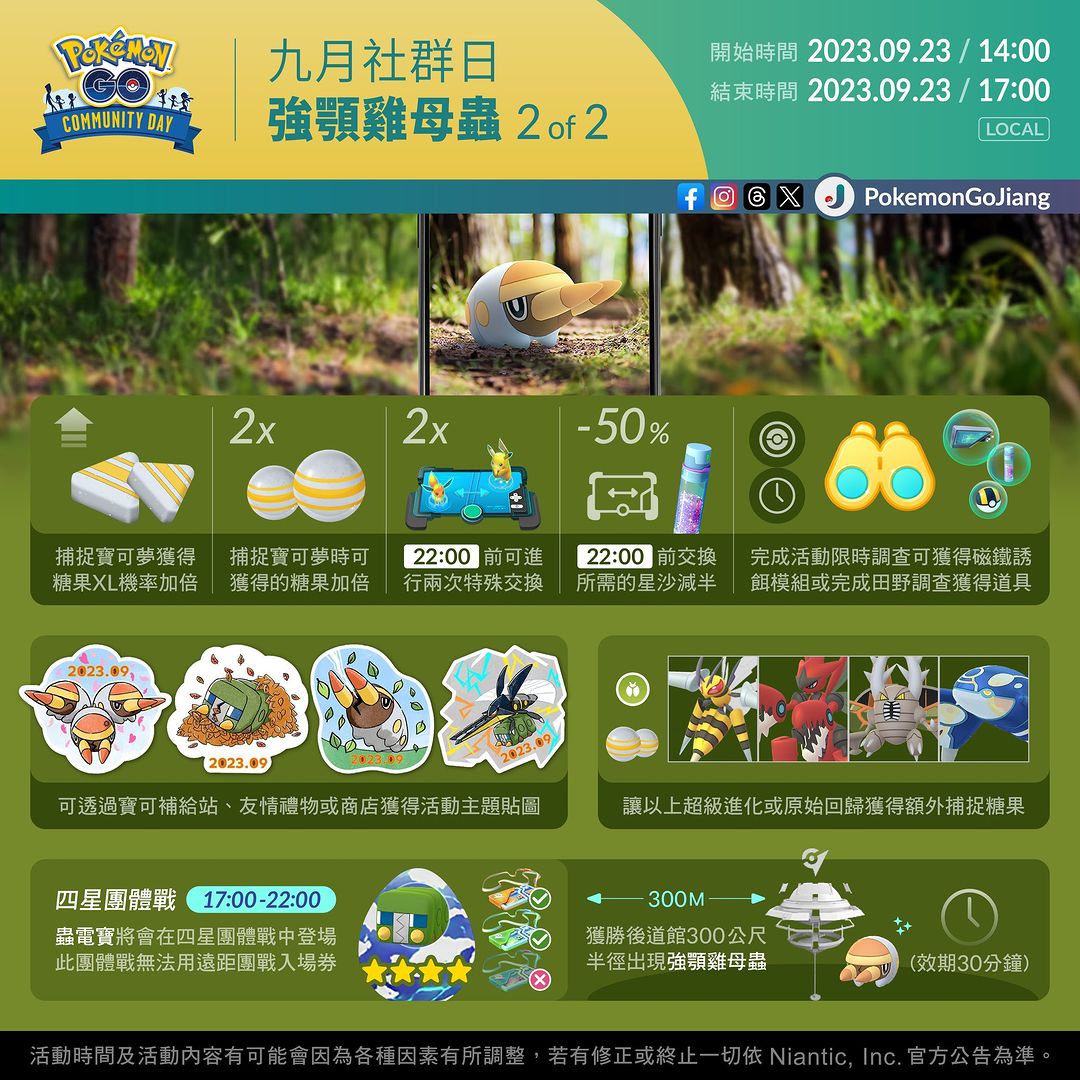 POKÉMON
GO
COMMUNITY DAY
九月社群日
強顎雞母蟲 2 of 2
開始時間 2023.09.23 / 14:00
結束時間 2023.09.23 / 17:00
LOCAL
PokemonGoJiang
捕捉寶可夢獲得
糖果XL機率加倍
2x
捕捉寶可夢時可
獲得的糖果加倍
2x
22:00 前可進
行兩次特殊交換
-50%
22:00 前交換
所需的星沙減半
完成活動限時調查可獲得磁鐵誘
餌模組或完成田野調查獲得道具
2023.09
2023.09
2023.09
2023.09
可透過寶可補給站、友情禮物或商店獲得活動主題貼圖
讓以上超級進化或原始回歸獲得額外捕捉糖果
四星團體戰 17:00-22:00
蟲電寶將會在四星團體戰中登場
此團體戰無法用遠距團戰入場券
300M
獲勝後道館300公尺
半徑出現強顎雞母蟲
(效期30分鐘)
活動時間及活動內容有可能會因為各種因素有所調整，若有修正或終止一切依 Niantic, Inc. 官方公告為準。